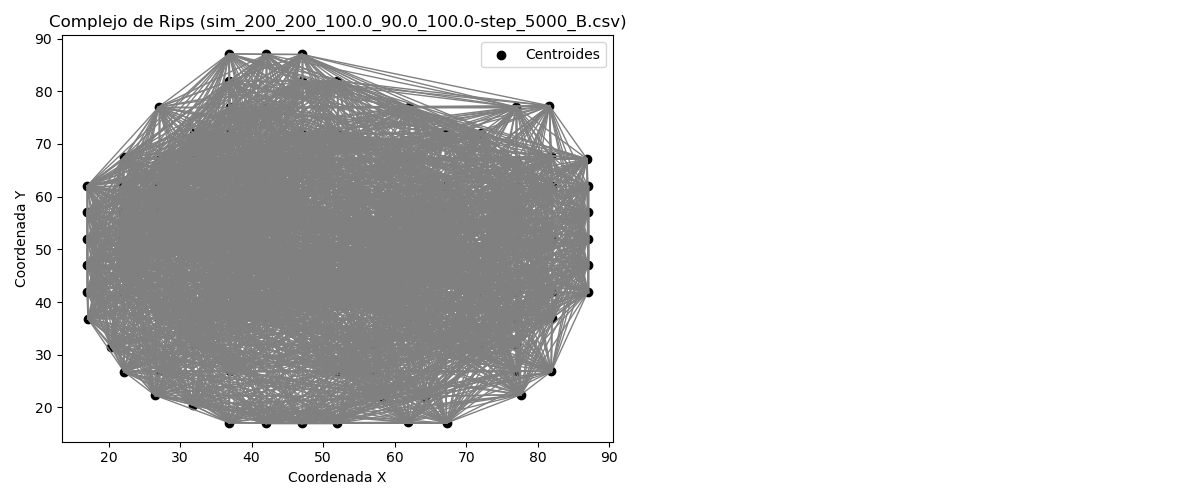 Complejo de Rips (sim_200_200_100.0_90.0_100.0-step_5000_B.csv)
Centroides
90
80
70
60
50
40
30
20
Coordenada Y
20 30 40 50 60 70 80 90
Coordenada X